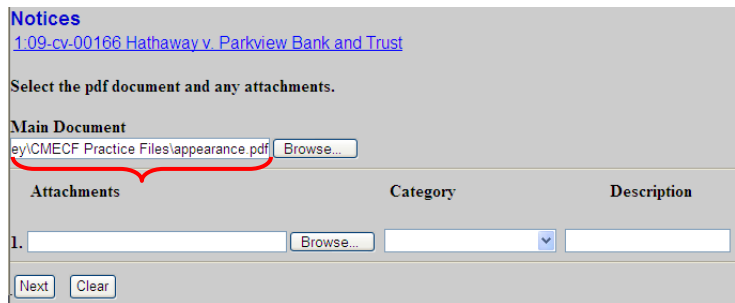 Notices
1:09-cv-00166 Hathaway v. Parkview Bank and Trust
Select the pdf document and any attachments.
Main Document
ey\CMECF Practice Files\appearance.pdf Browse...
Attachments Category Description
1. Browse...
Next Clear